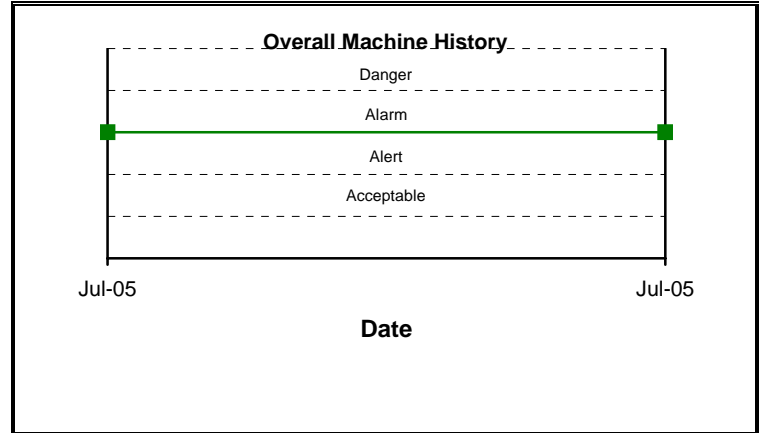 Overall Machine History
Danger
Alarm
Alert
Acceptable
Jul-05 Jul-05
Date